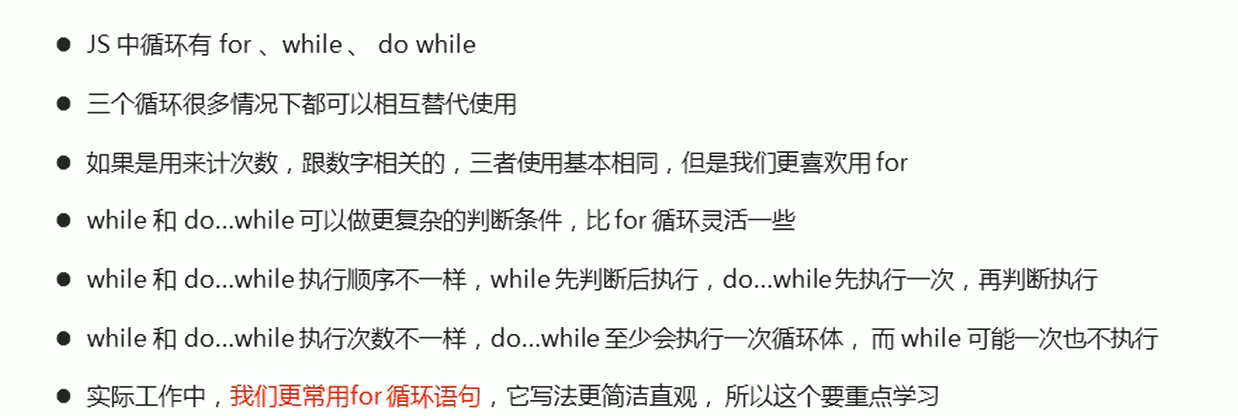 ● JS 中循环有 for 、while 、 do while
● 三个循环很多情况下都可以相互替代使用
● 如果是用来计次数，跟数字相关的，三者使用基本相同，但是我们更喜欢用 for
● while 和 do...while 可以做更复杂的判断条件，比 for 循环灵活一些
● while 和 do...while 执行顺序不一样，while 先判断后执行，do...while 先执行一次，再判断执行
● while 和 do...while 执行次数不一样，do...while 至少会执行一次循环体， 而 while 可能一次也不执行
● 实际工作中，我们更常用for 循环语句，它写法更简洁直观， 所以这个要重点学习